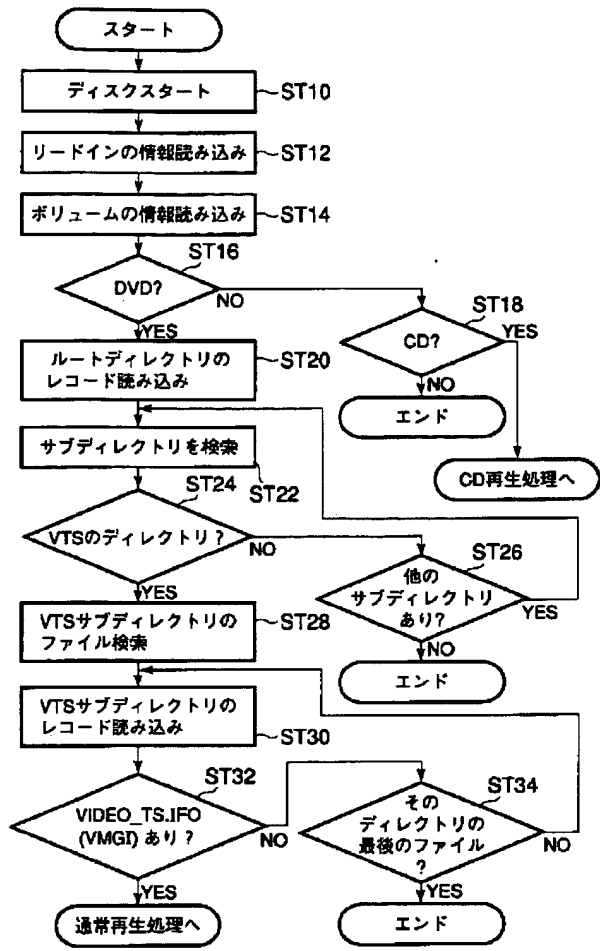 スタート
ディスクスタート
ST10
リードインの情報読み込み
ST12
ボリュームの情報読み込み
ST14
ST16
DVD?
NO
YES
ST18
CD?
YES
NO
エンド
CD再生処理へ
ルートディレクトリの
レコード読み込み
ST20
サブディレクトリを検索
ST22
ST24
VTSのディレクトリ?
NO
YES
ST26
他の
サブディレクトリ
あり?
YES
NO
エンド
VTSサブディレクトリの
ファイル検索
ST28
VTSサブディレクトリの
レコード読み込み
ST30
ST32
VIDEO_TS.IFO
(VMGI) あり?
NO
YES
通常再生処理へ
ST34
その
ディレクトリの
最後のファイル
?
NO
YES
エンド